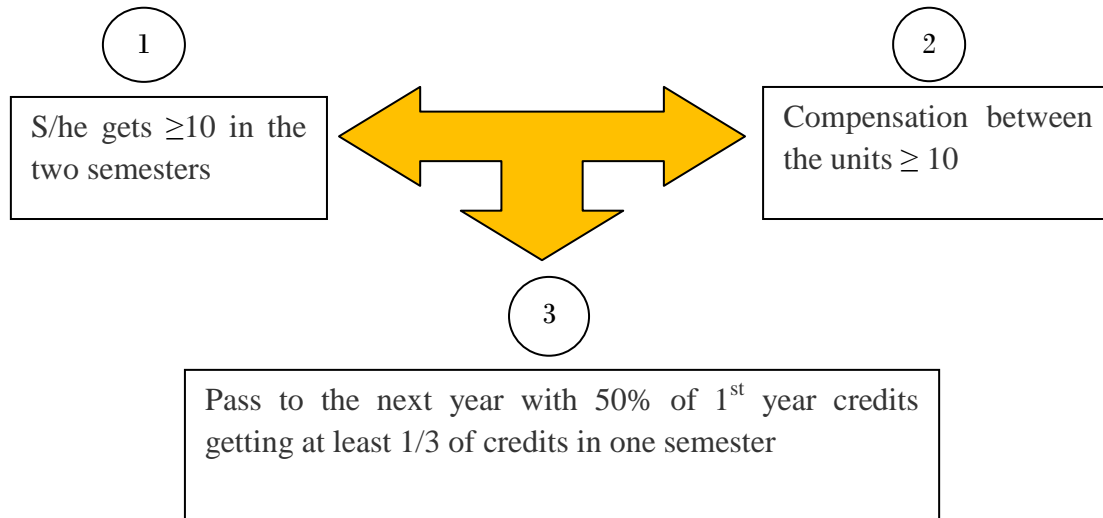 1
S/he gets ≥10 in the
two semesters
2
Compensation between
the units ≥ 10
3
Pass to the next year with 50% of 1st year credits
getting at least 1/3 of credits in one semester